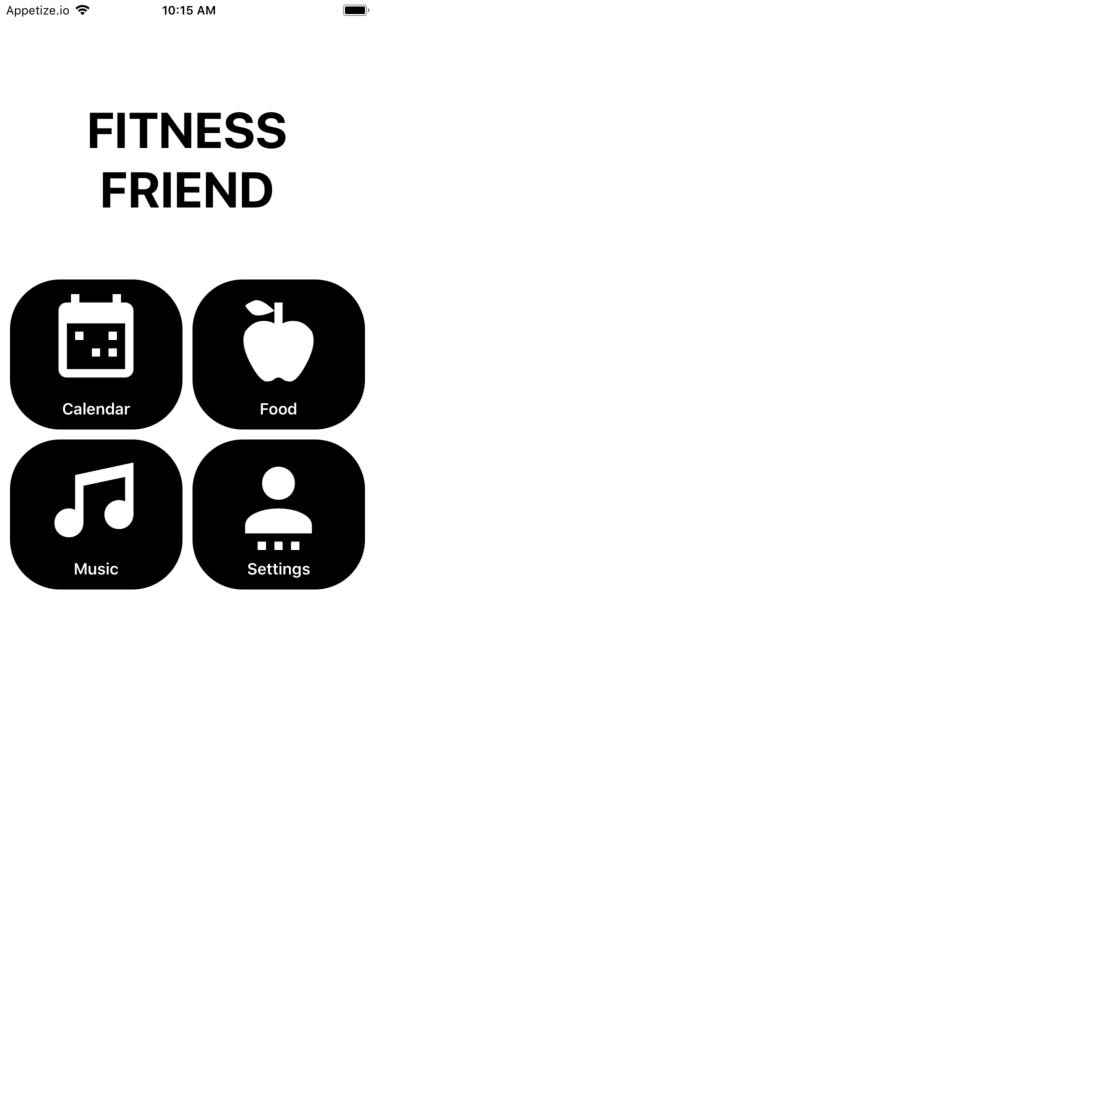 Appetize.io 10:15 AM
FITNESS
FRIEND
Calendar Food
Music Settings